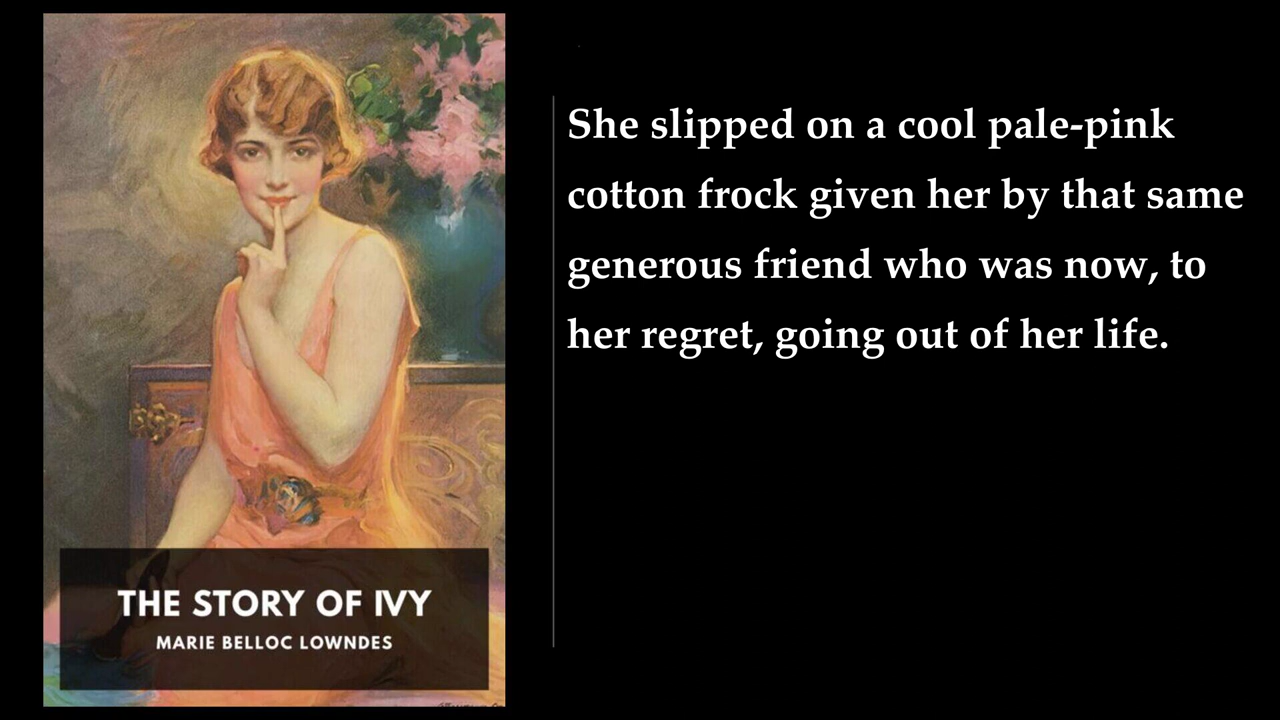 THE STORY OF IVY
MARIE BELLOC LOWNDES
She slipped on a cool pale-pink
cotton frock given her by that same
generous friend who was now, to
her regret, going out of her life.